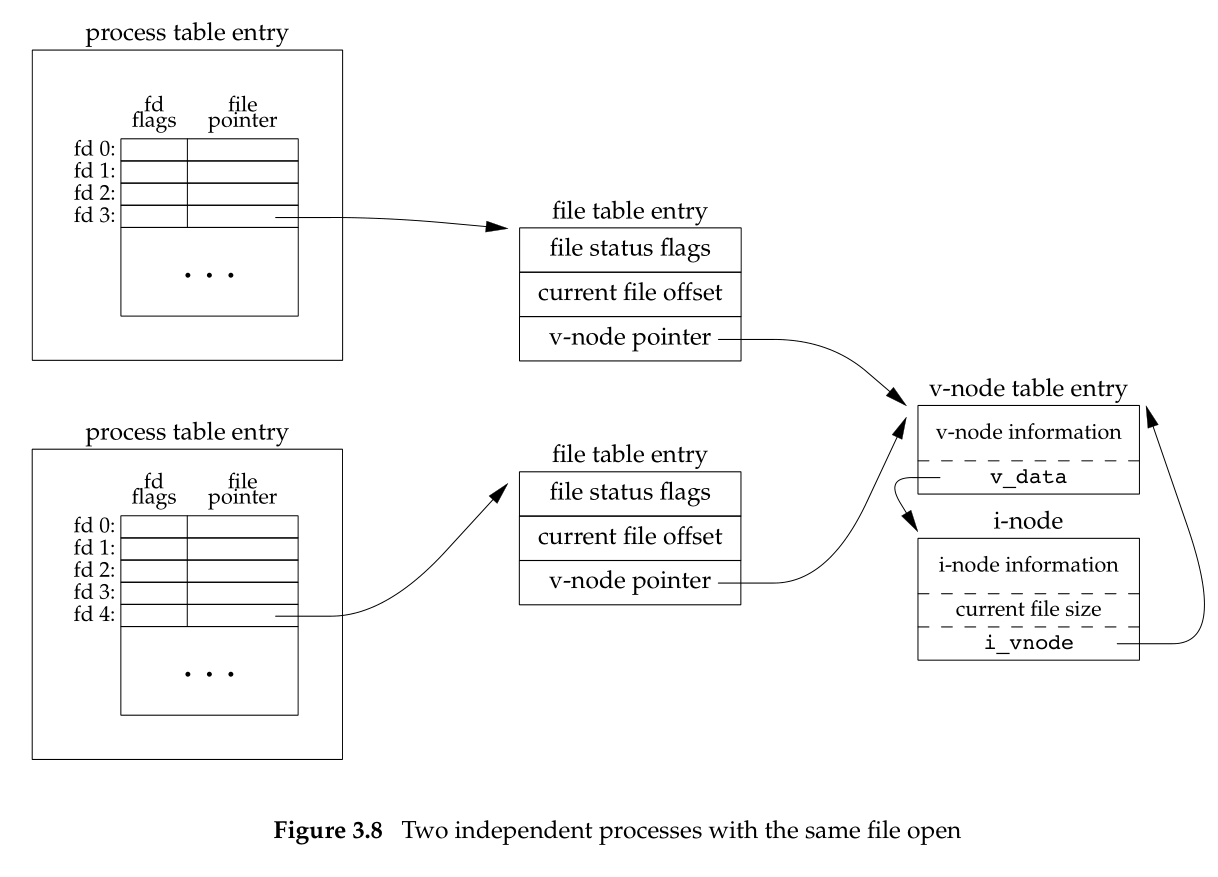 process table entry
fd flags
file pointer
fd 0:
fd 1:
fd 2:
fd 3:
. . .
file table entry
file status flags
current file offset
v-node pointer
v-node table entry
v-node information
v_data
i-node
i-node information
current file size
i_vnode
process table entry
fd flags
file pointer
fd 0:
fd 1:
fd 2:
fd 3:
fd 4:
. . .
file table entry
file status flags
current file offset
v-node pointer
Figure 3.8 Two independent processes with the same file open